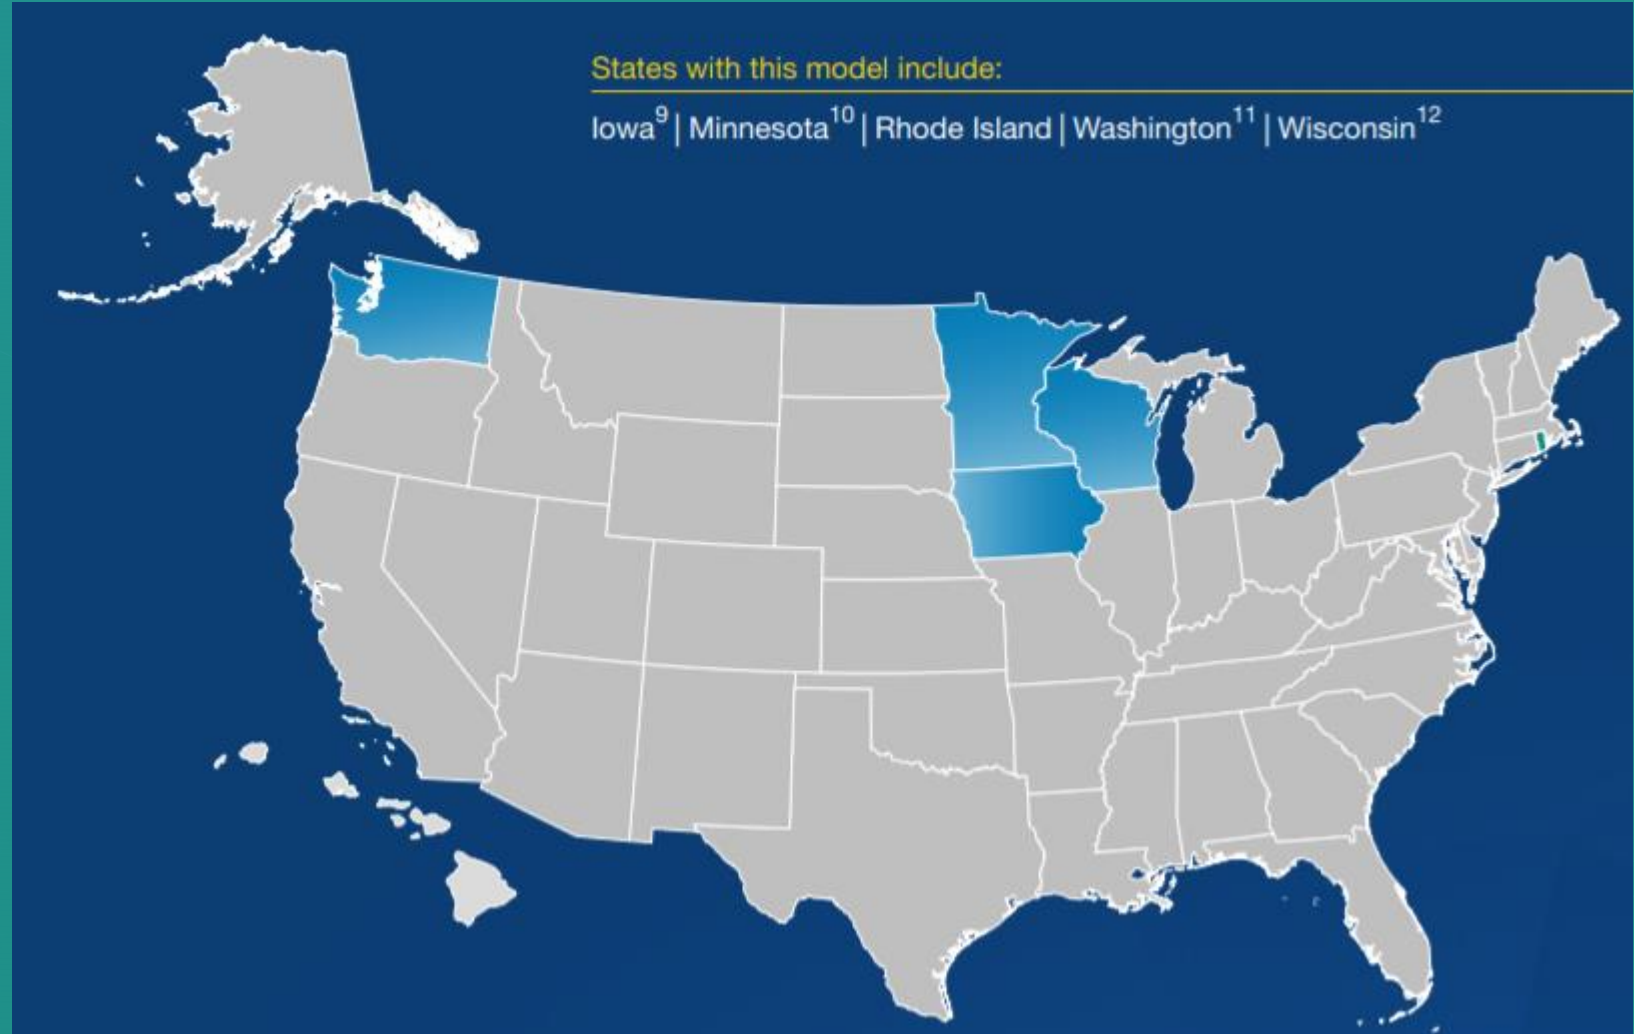 States with this model include:
Iowa⁹ | Minnesota¹⁰ | Rhode Island | Washington¹¹ | Wisconsin¹²